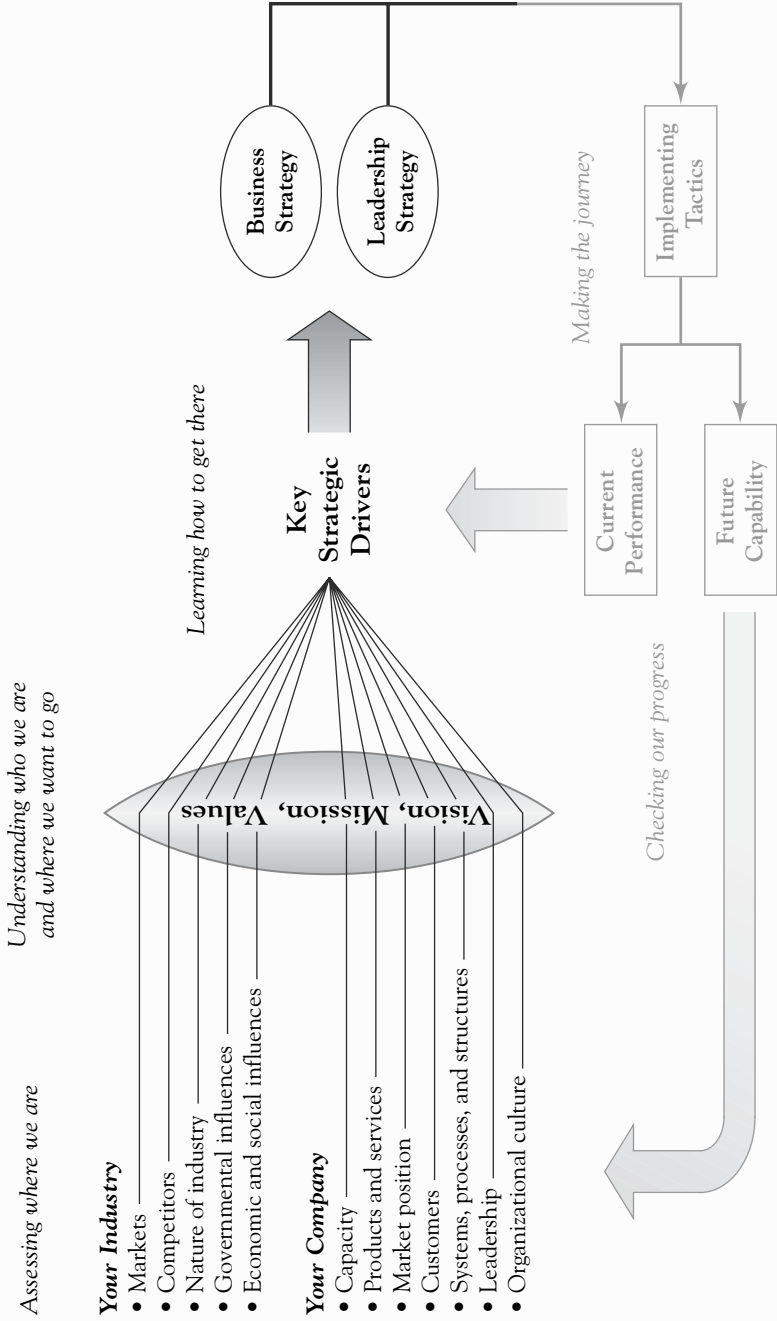 Assessing where we are
Understanding who we are
and where we want to go
Your Industry
• Markets
• Competitors
• Nature of industry
• Governmental influences
• Economic and social influences
Your Company
• Capacity
• Products and services
• Market position
• Customers
• Systems, processes, and structures
• Leadership
• Organizational culture
Vision, Mission, Values
Learning how to get there
Key
Strategic
Drivers
Business
Strategy
Leadership
Strategy
Making the journey
Implementing
Tactics
Current
Performance
Future
Capability
Checking our progress